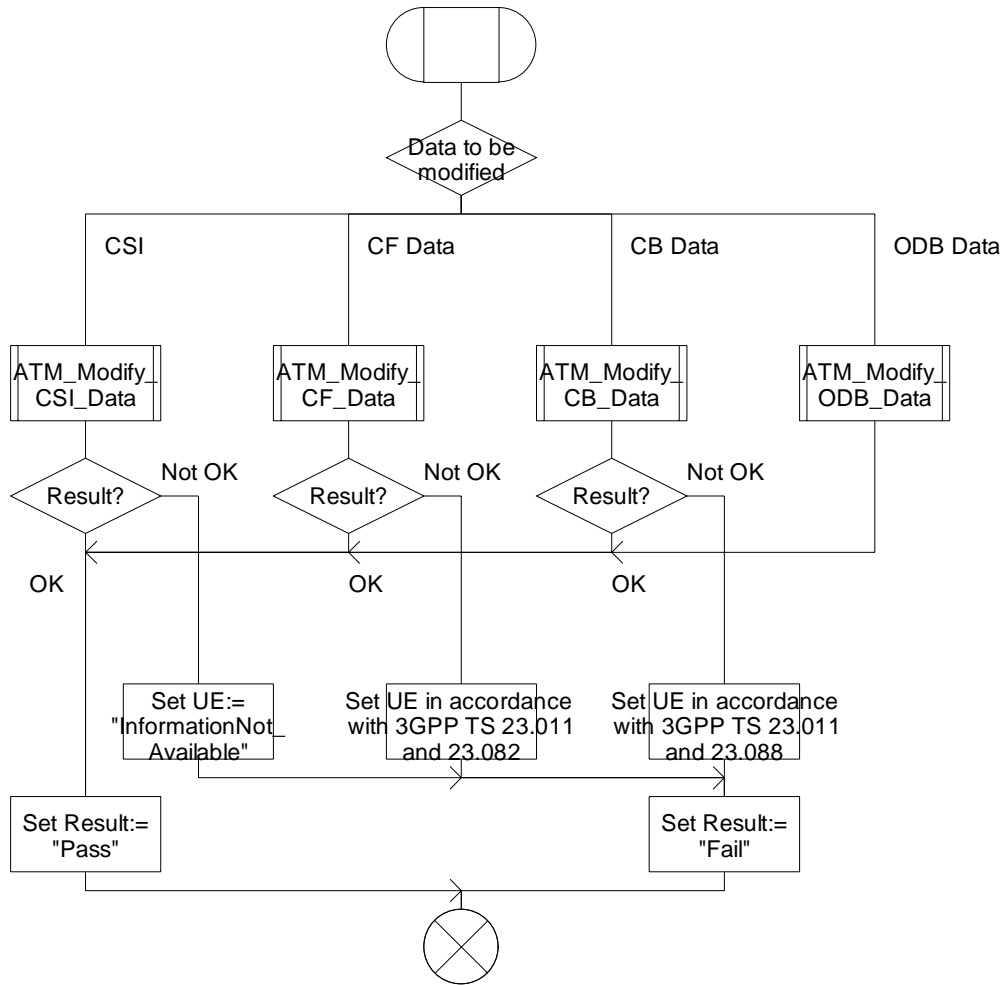 Data to be
modified
CSI
CF Data
CB Data
ODB Data
ATM_Modify_
CSI_Data
ATM_Modify_
CF_Data
ATM_Modify_
CB_Data
ATM_Modify_
ODB_Data
Result?
Not OK
Result?
Not OK
Result?
Not OK
OK
OK
OK
Set UE:=
"InformationNot_
Available"
Set UE in accordance
with 3GPP TS 23.011
and 23.082
Set UE in accordance
with 3GPP TS 23.011
and 23.088
Set Result:=
"Pass"
Set Result:=
"Fail"